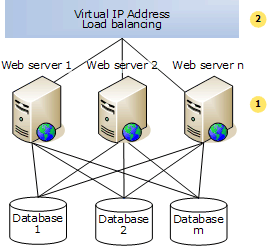 Virtual IP Address
Load balancing
2
Web server 1
Web server 2
Web server n
1
Database
1
Database
2
Database
m